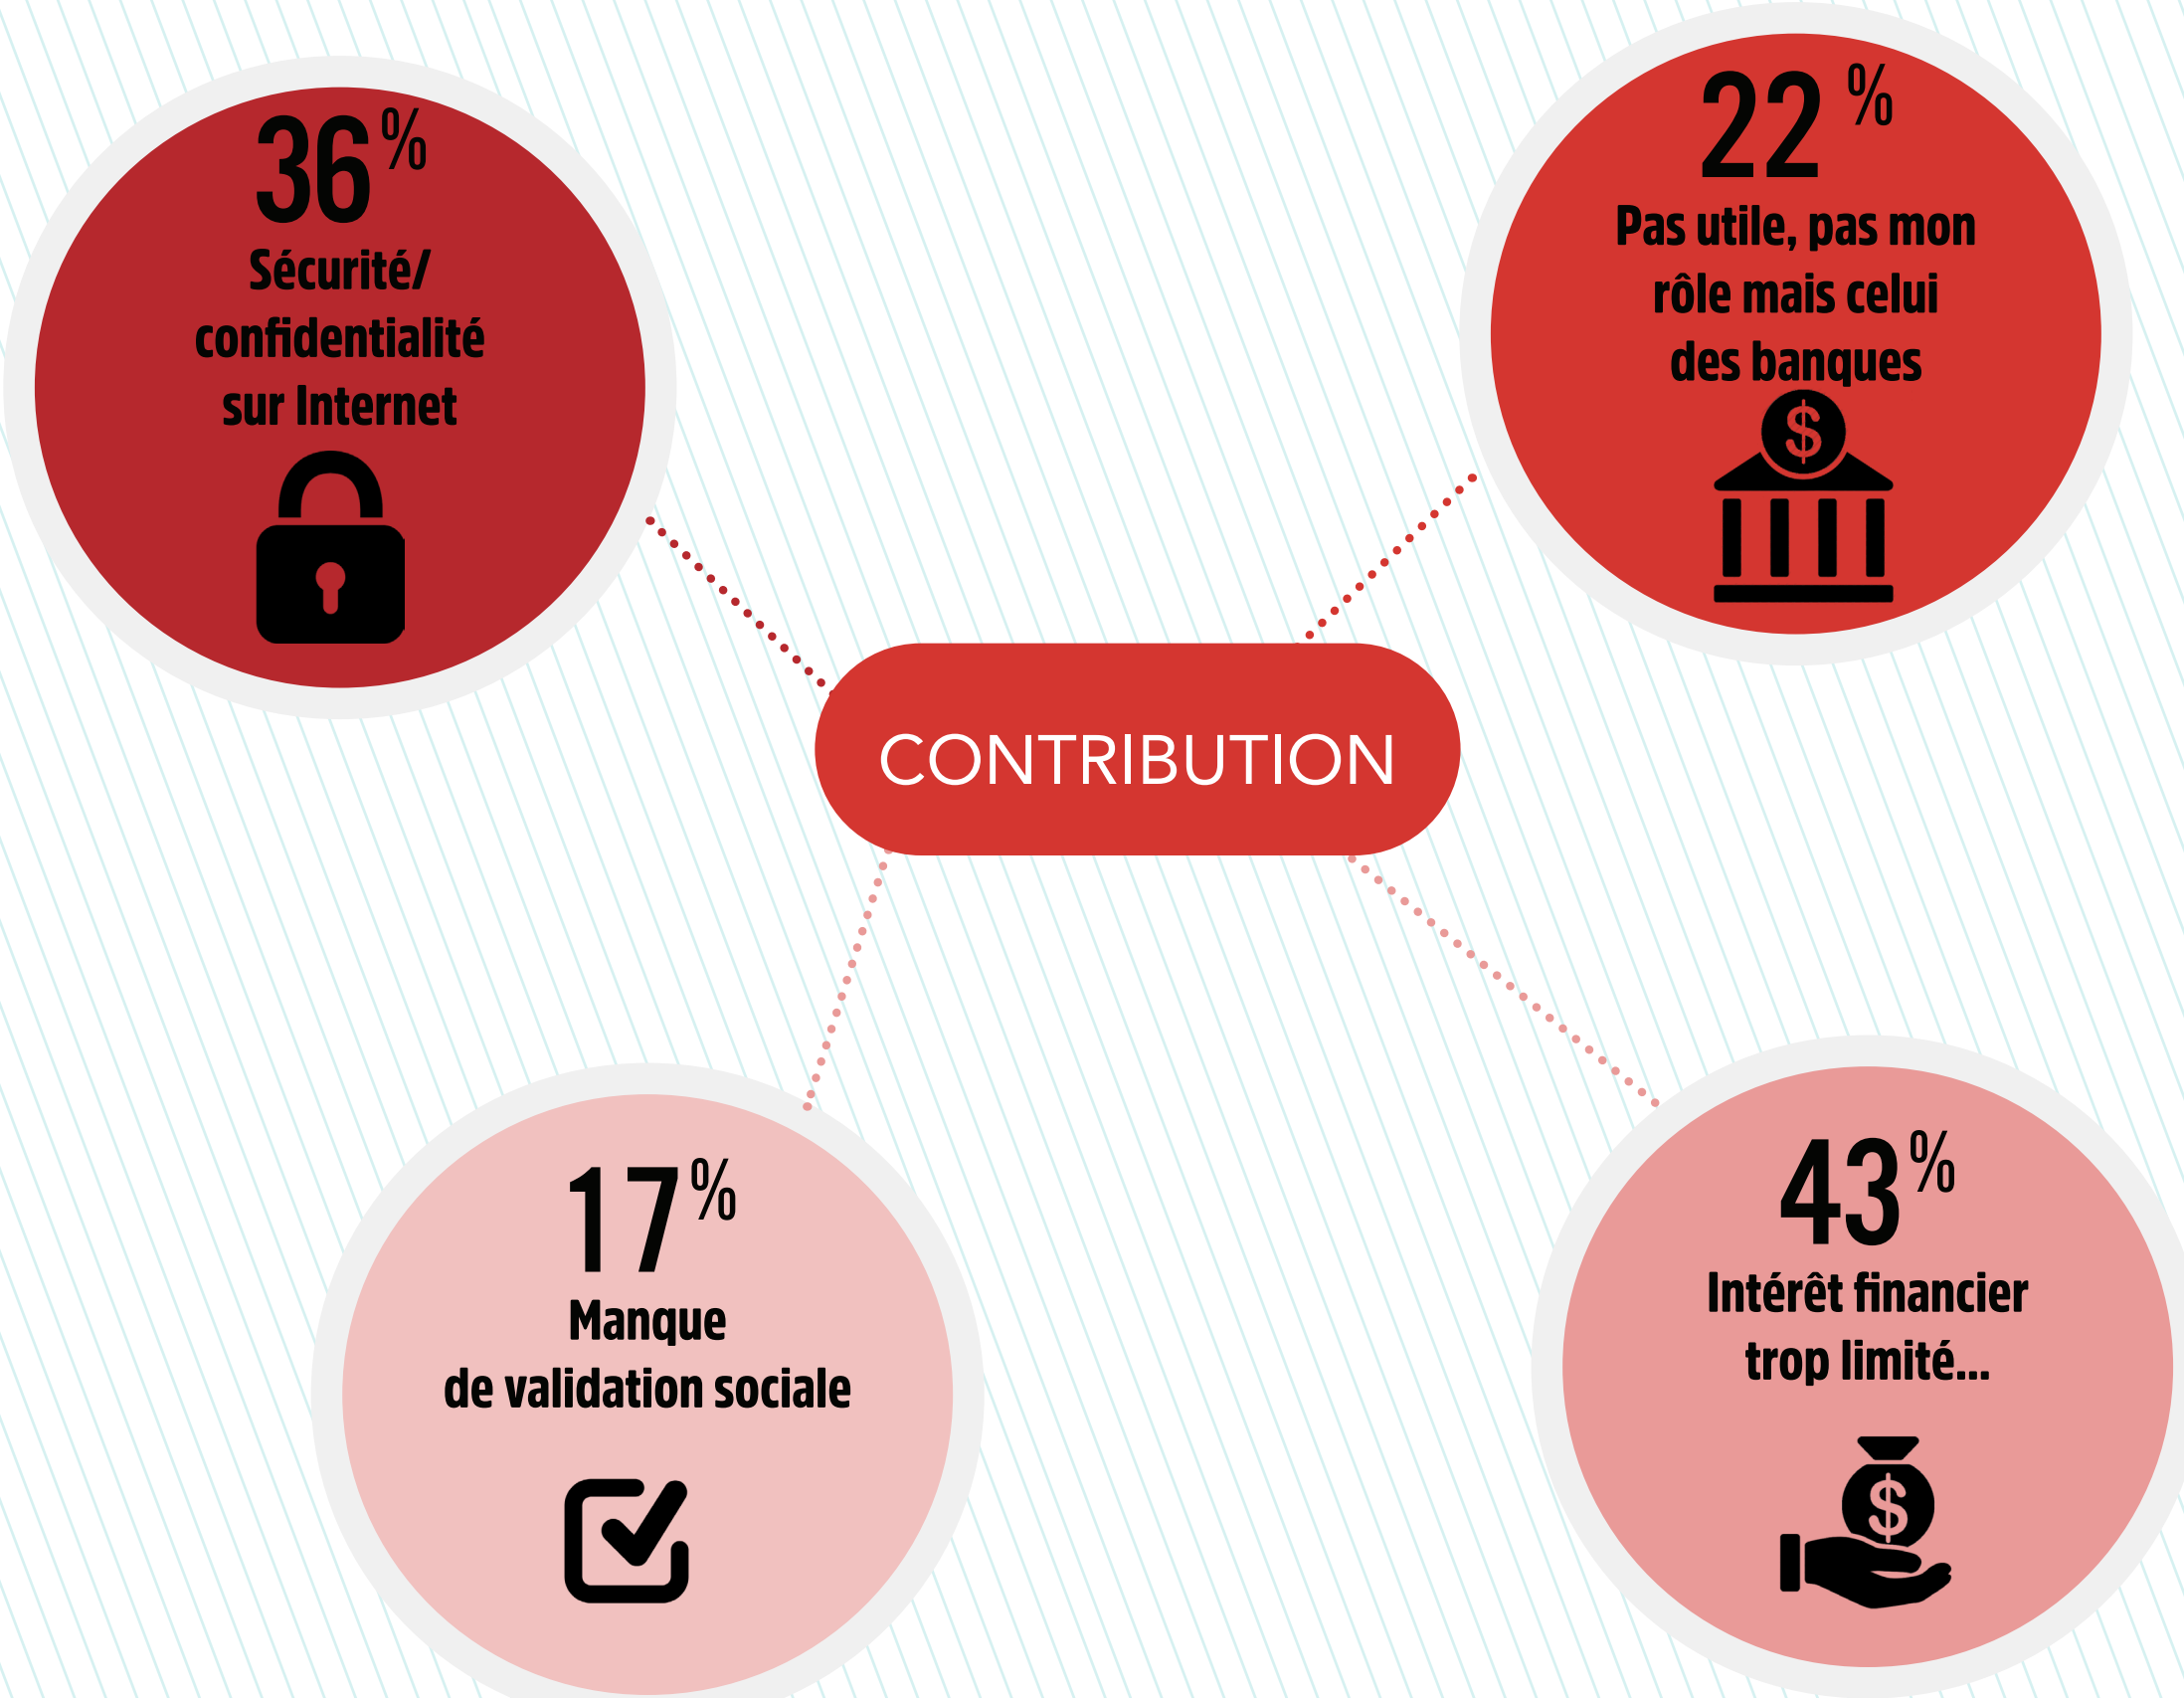 36%
Sécurité/
confidentialité
sur Internet
22 %
Pas utile, pas mon
rôle mais celui
des banques
$
CONTRIBUTION
17%
Manque
de validation sociale
43%
Intérêt financier
trop limité...
$